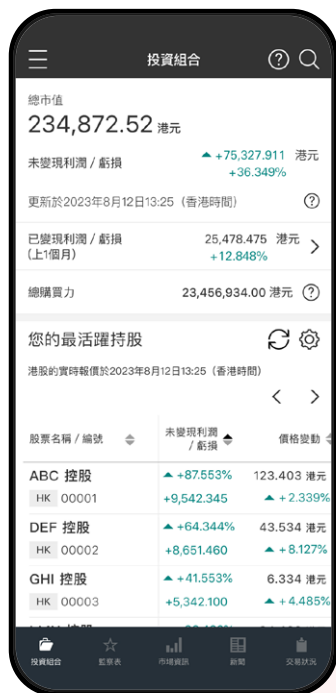 投資組合
總市值
234,872.52 港元
未變現利潤 / 虧損
+75,327.911 港元
+36.349%
更新於2023年8月12日13:25（香港時間）
已變現利潤 / 虧損
(上1個月)
25,478.475 港元
+12.848%
總購買力
23,456,934.00 港元
您的最活躍持股
港股的實時報價於2023年8月12日13:25（香港時間）
股票名稱 / 編號
未變現利潤
/ 虧損
價格變動
ABC 控股
+87.553%
123.403 港元
HK 00001
+9,542.345
+2.339%
DEF 控股
+64.344%
43.534 港元
HK 00002
+8,651.460
+8.127%
GHI 控股
+41.553%
6.334 港元
HK 00003
+5,342.100
+4.485%
投資組合
監察表
市場資訊
新聞
交易狀況